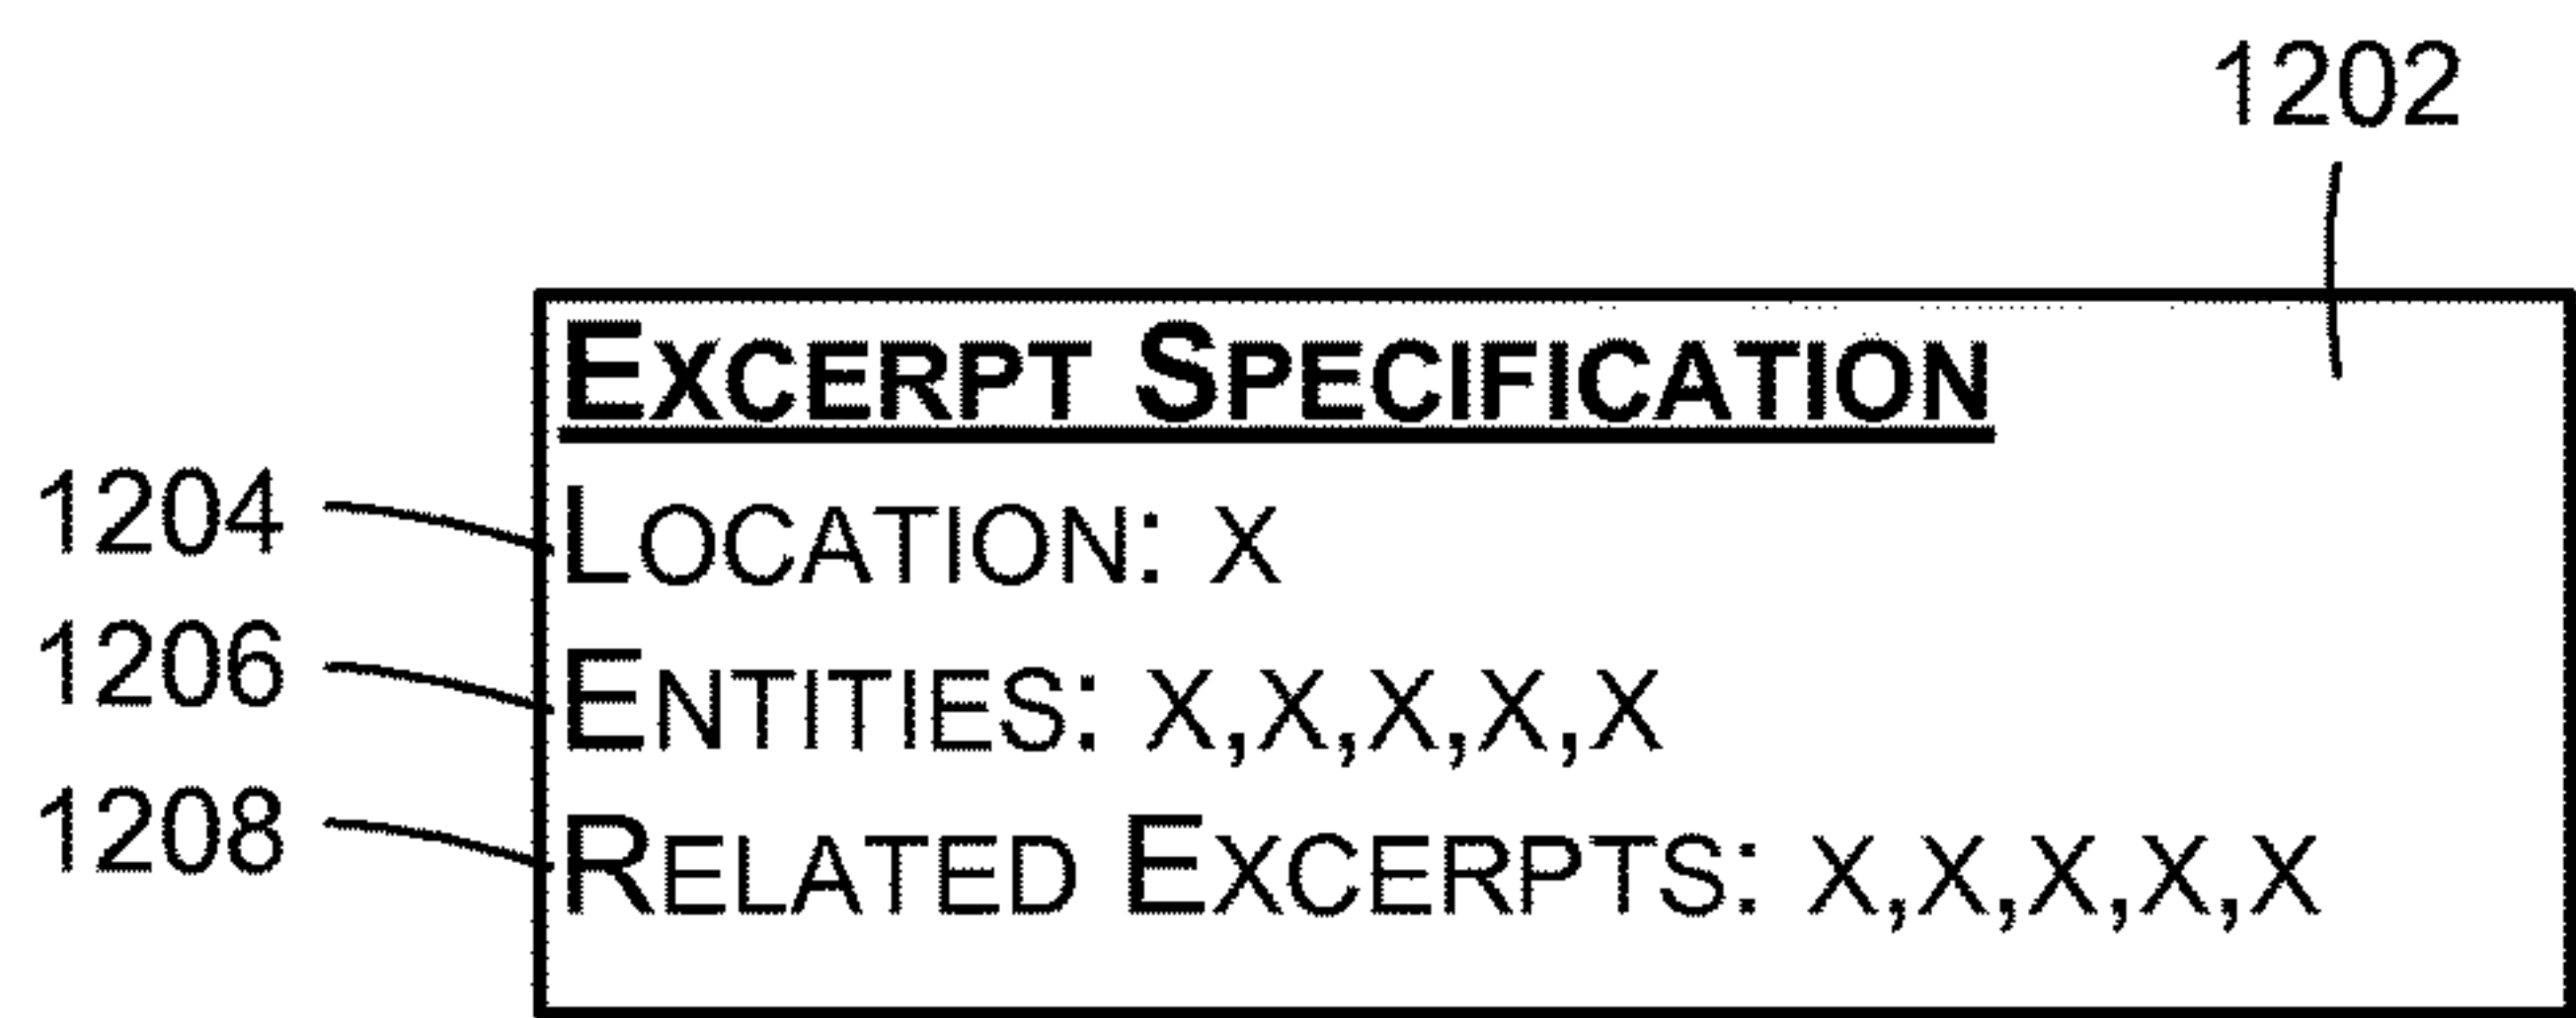 1202
EXCERPT SPECIFICATION
1204 LOCATION: X
1206 ENTITIES: X,X,X,X,X
1208 RELATED EXCERPTS: X,X,X,X,X